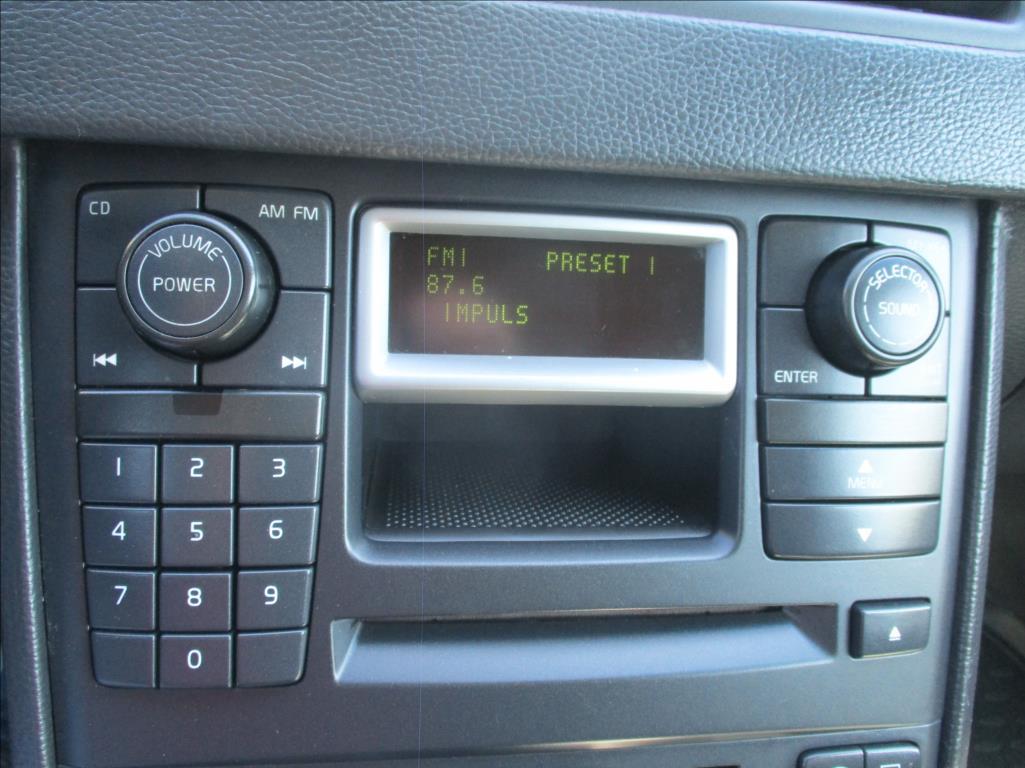 CD
AM FM
VOLUME
POWER
FM1 PRESET 1
87.6
IMPULS
SELECTOR
SOUND
ENTER
1 2 3
MENU
4 5 6
7 8 9
0